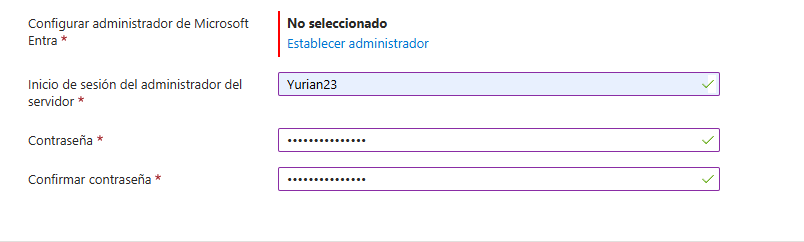 Configurar administrador de Microsoft
Entra *
No seleccionado
Establecer administrador
Inicio de sesión del administrador del
servidor *
Yurian23
Contraseña *
•••••••••••••••
Confirmar contraseña *
•••••••••••••••